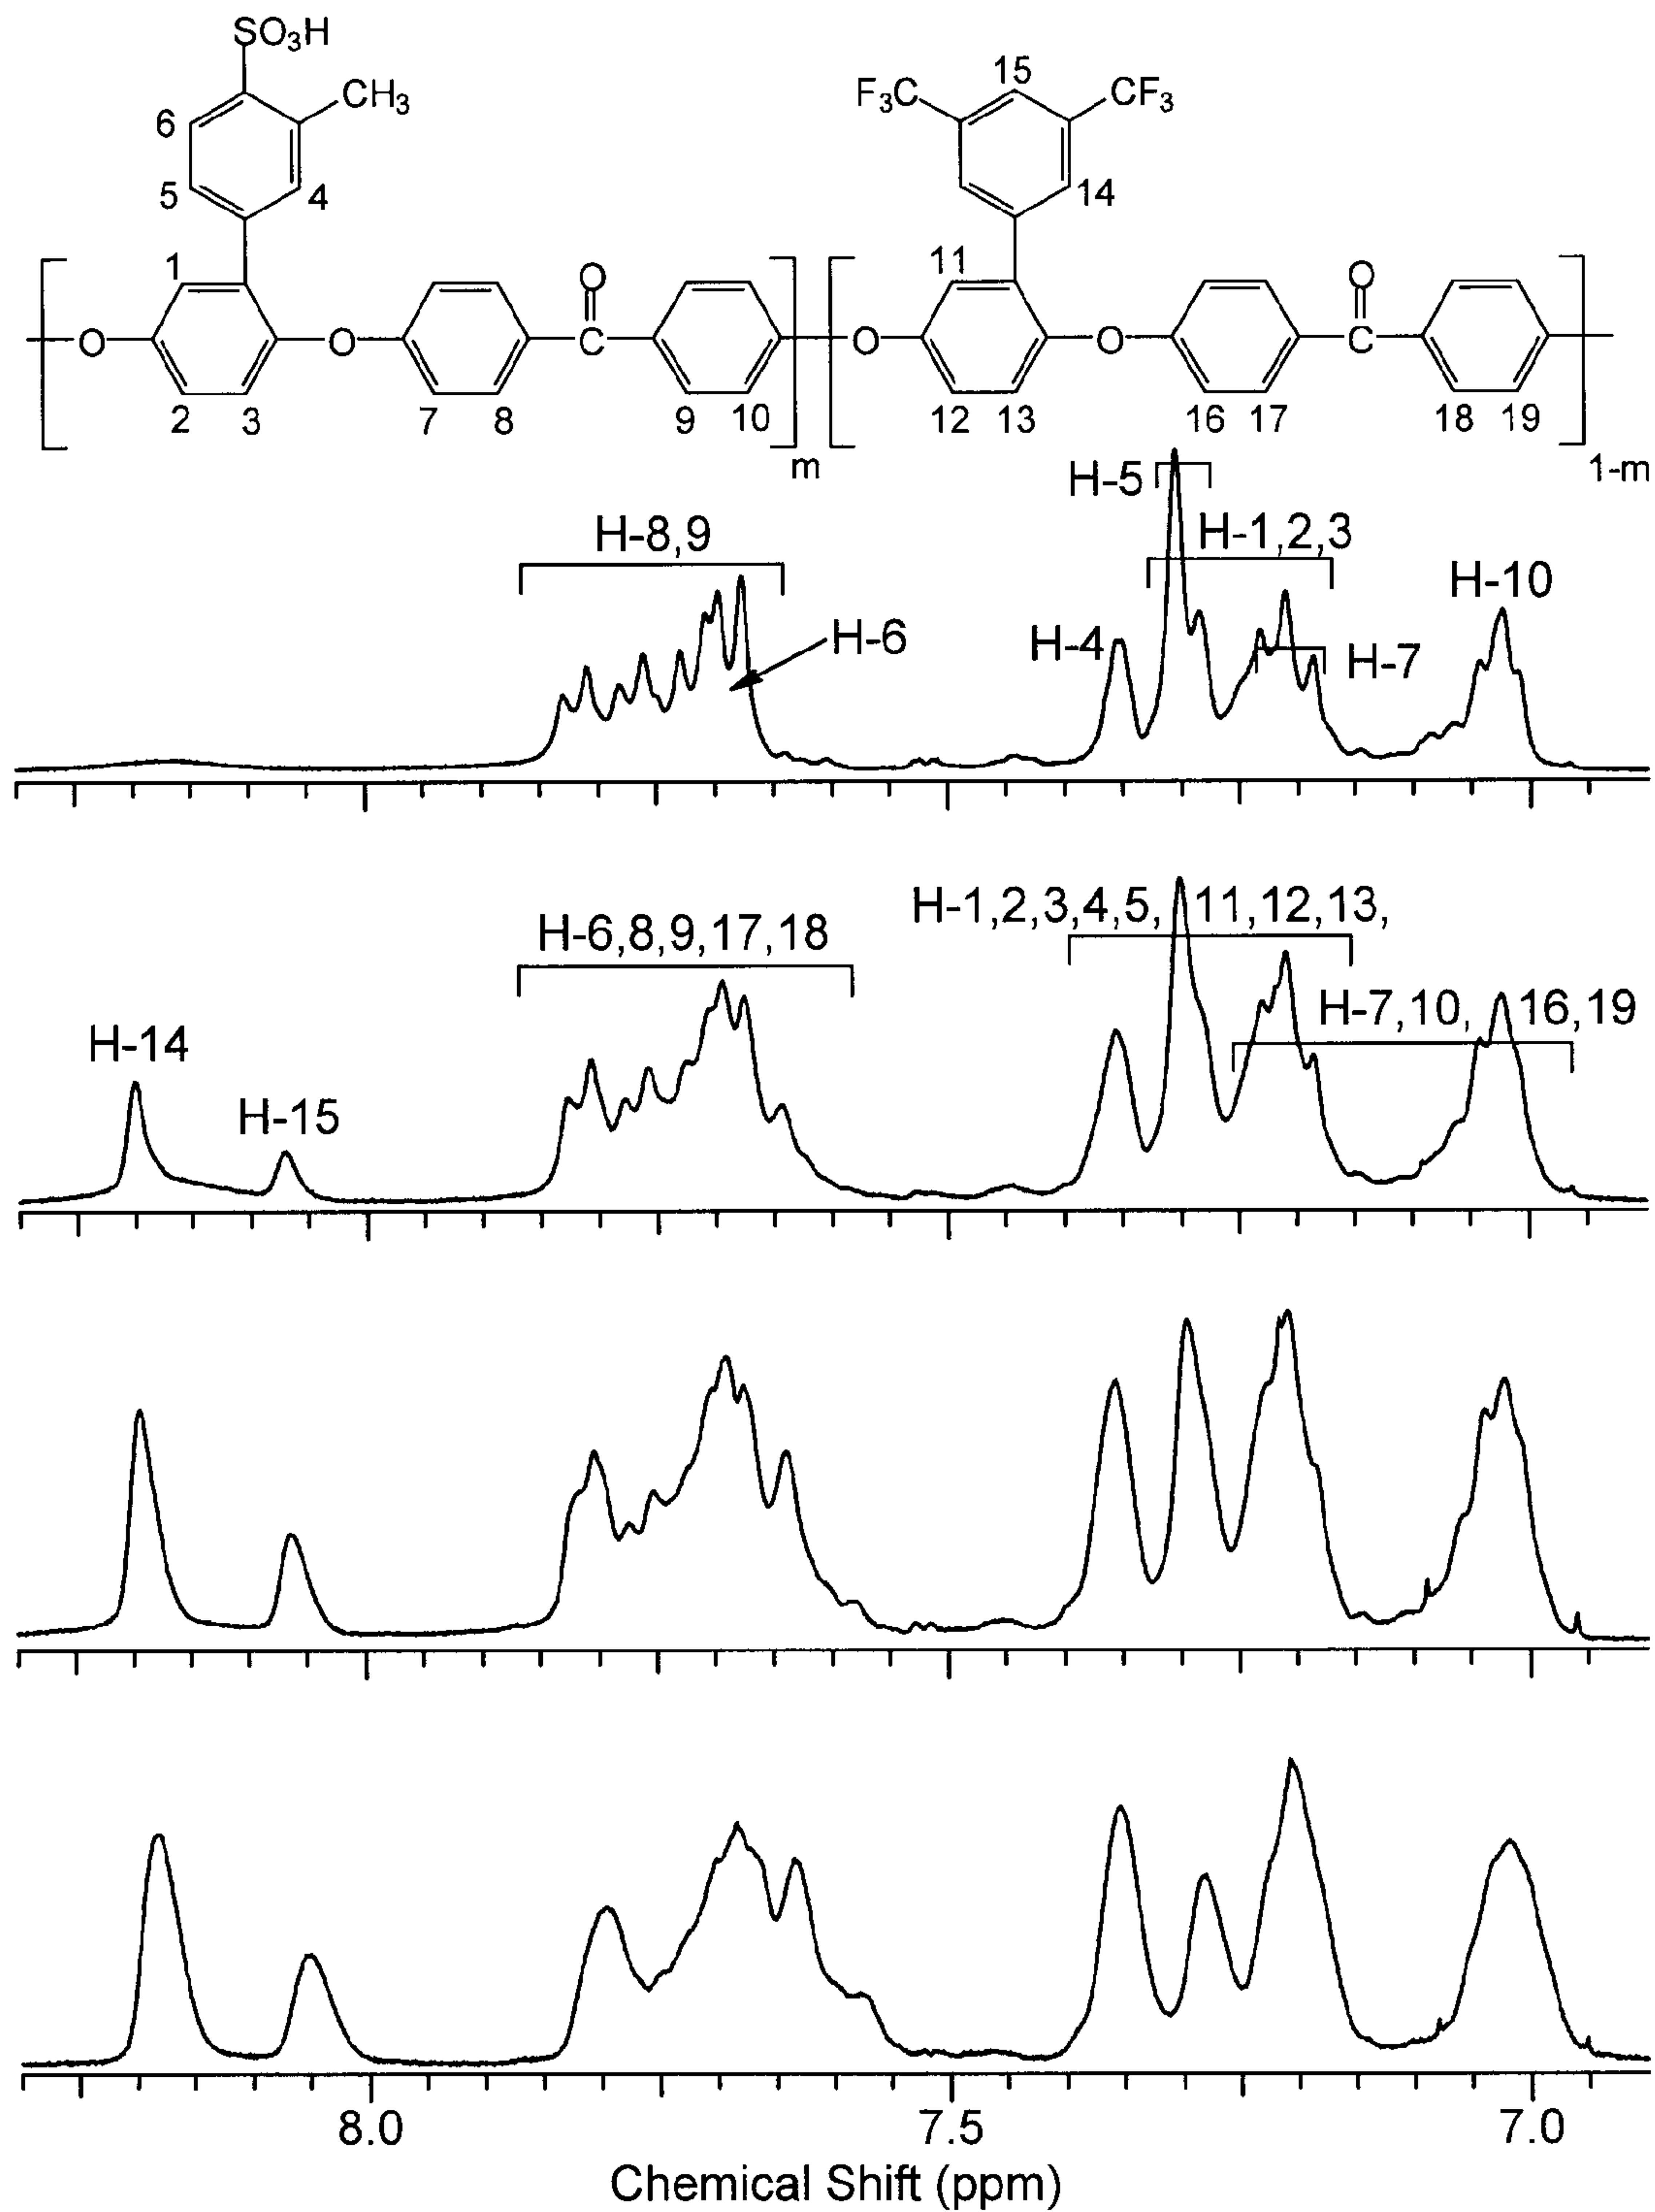 SO3H
CH3
6
5
4
1
O
O
O
C
2
3
7
8
9
10
m
F3C
15
CF3
14
11
O
O
O
C
12
13
16
17
18
19
1-m
H-8,9
H-6
H-5
H-1,2,3
H-4
H-7
H-10
H-14
H-15
H-6,8,9,17,18
H-1,2,3,4,5, 11,12,13,
H-7,10, 16,19
8.0 7.5 7.0
Chemical Shift (ppm)